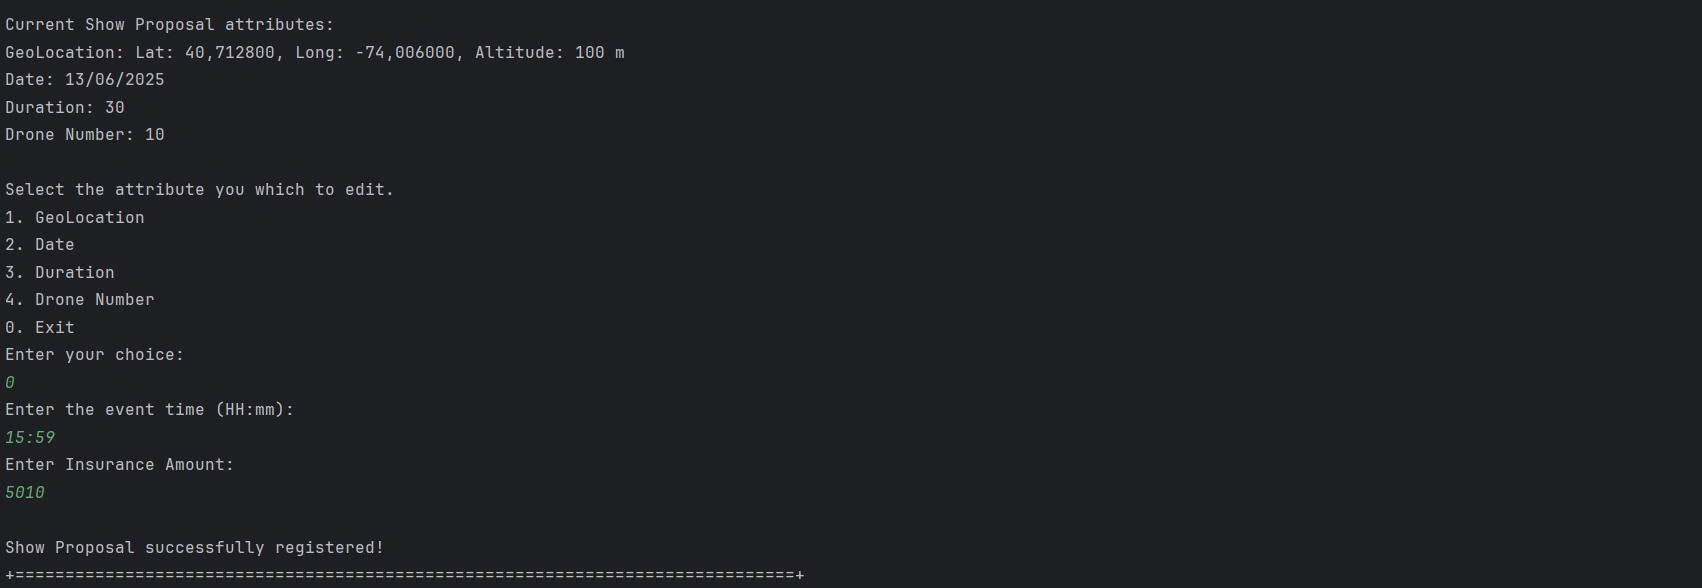 Current Show Proposal attributes:
GeoLocation: Lat: 40,712800, Long: -74,006000, Altitude: 100 m
Date: 13/06/2025
Duration: 30
Drone Number: 10
Select the attribute you which to edit.
1. GeoLocation
2. Date
3. Duration
4. Drone Number
0. Exit
Enter your choice:
0
Enter the event time (HH:mm):
15:59
Enter Insurance Amount:
5010
Show Proposal successfully registered!
+==============================================================================+